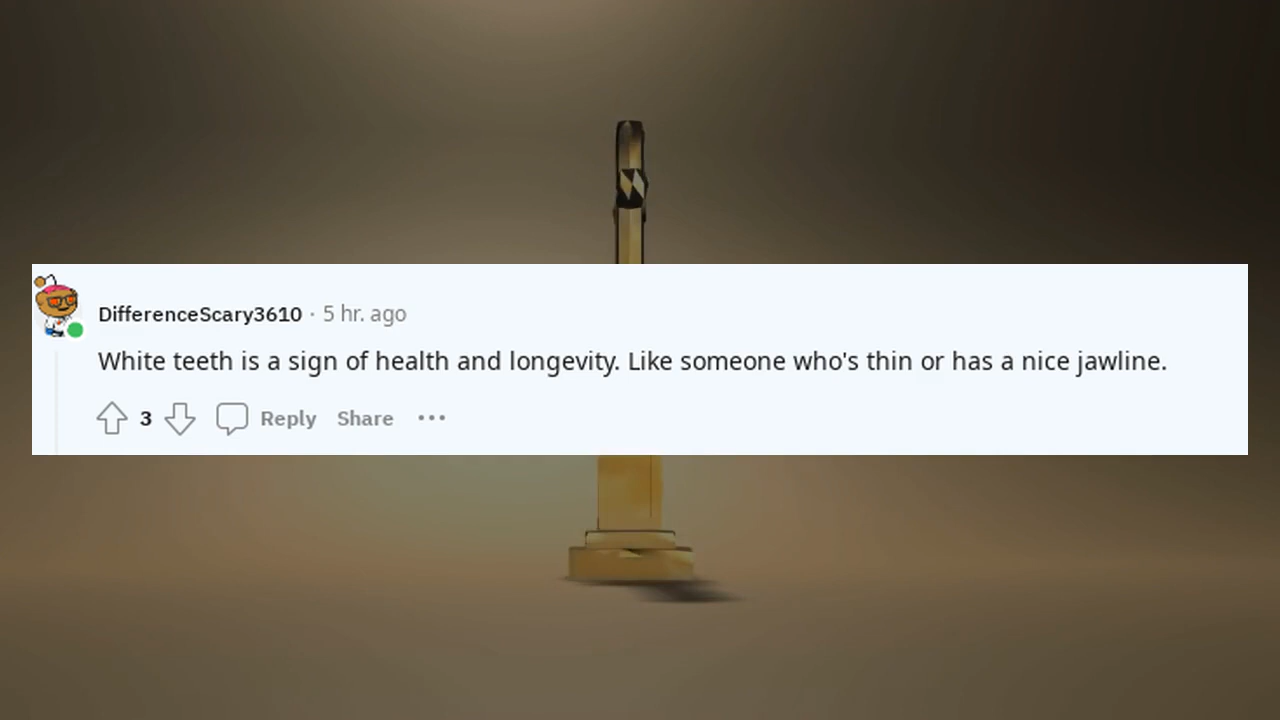 DifferenceScary3610 · 5 hr. ago
White teeth is a sign of health and longevity. Like someone who's thin or has a nice jawline.
3 Reply Share ···